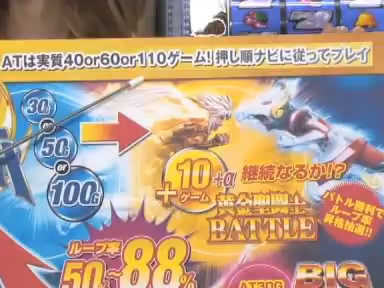 ATは実質40or60or110ゲーム!押し順ナビに従ってプレイ
30G
or
50G
or
100G
+10ゲーム+α
継続なるか!?
黄金聖闘士
BATTLE
バトル勝利で
ループ率
昇格抽選!!
ループ率
50%~88%
AT30G
BIG